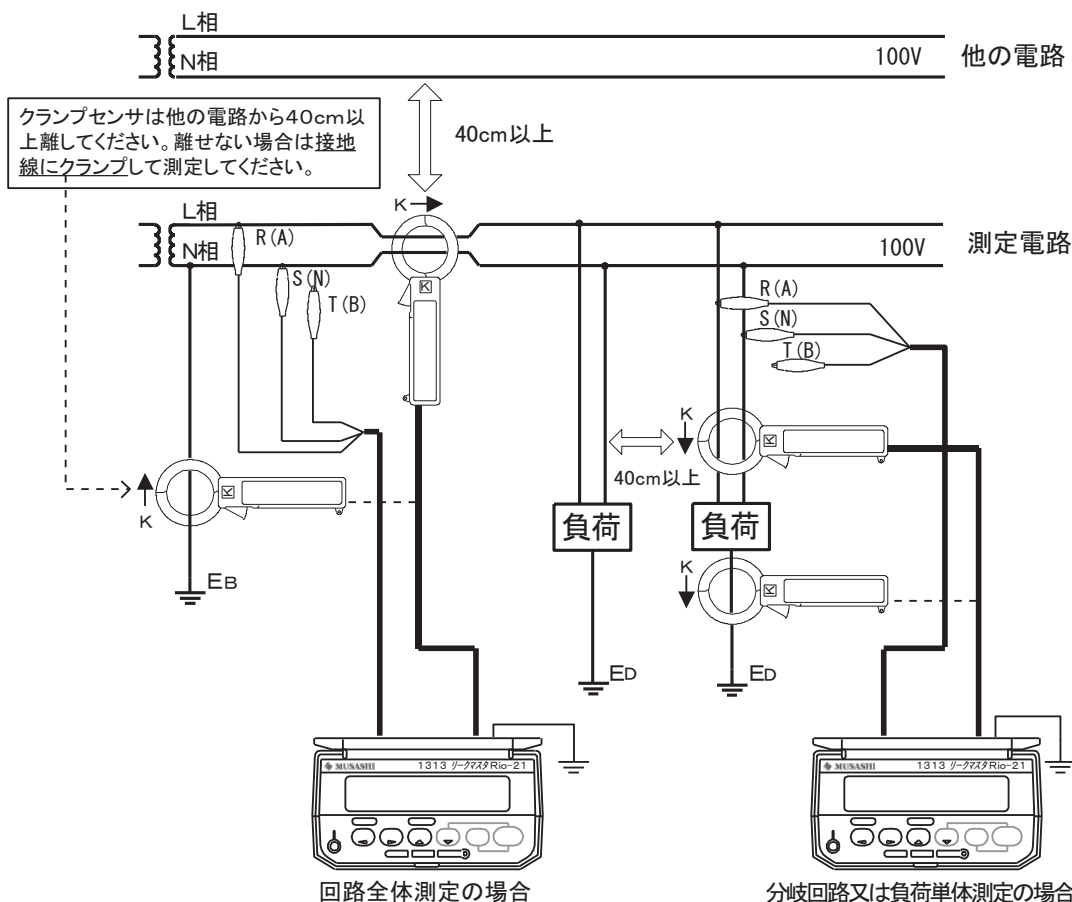 L相
N相
100V 他の電路
クランプセンサは他の電路から40cm以
上離してください。離せない場合は接地
線にクランプして測定してください。
40cm以上
K
L相
N相
R(A)
S(N)
T(B)
K
100V 測定電路
R(A)
S(N)
T(B)
K
K
40cm以上
K
負荷
負荷
K
K
EB
ED
ED
MUSASHI 1313 リークマスタRio-21
MUSASHI 1313 リークマスタRio-21
回路全体測定の場合
分岐回路又は負荷単体測定の場合